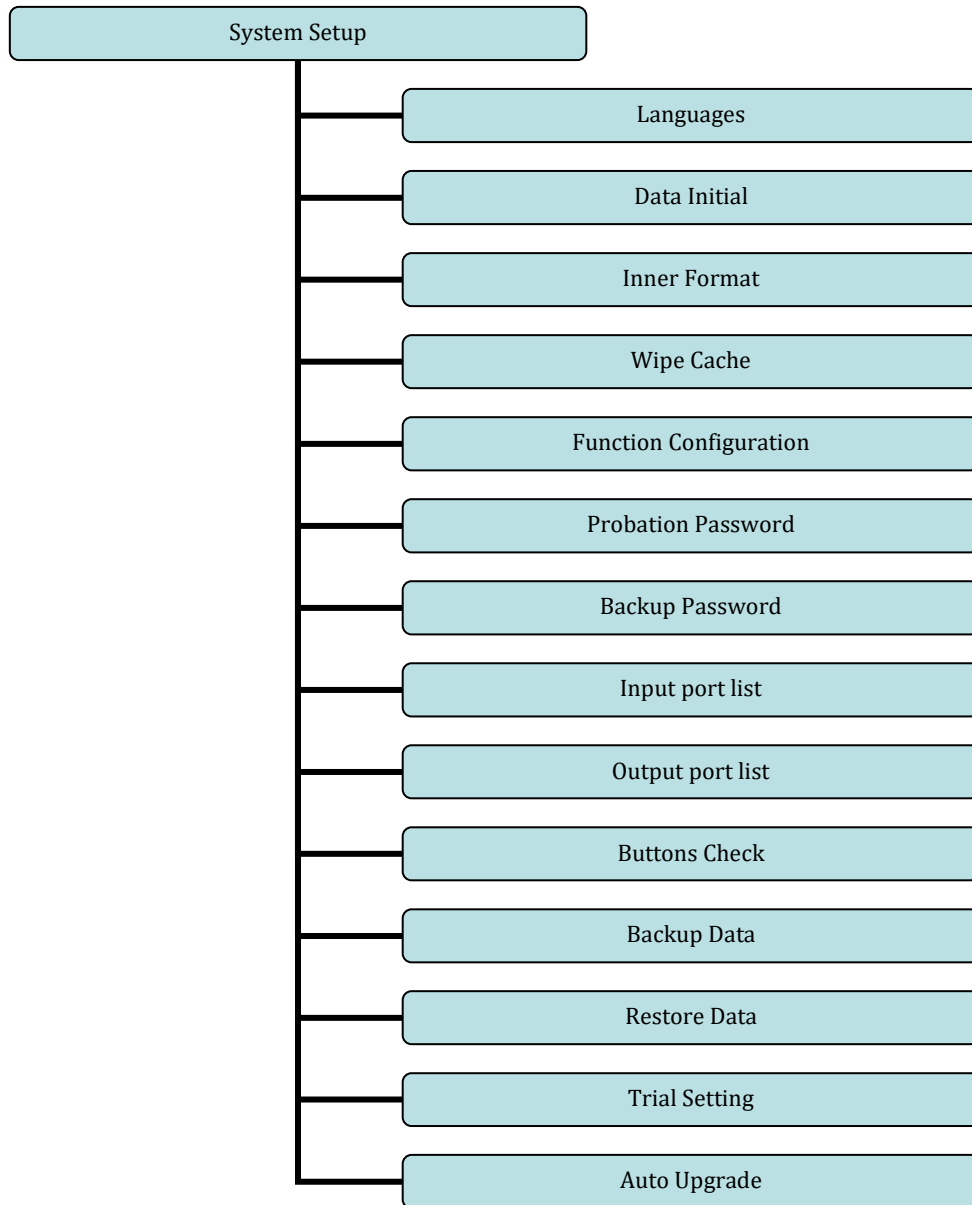 System Setup
Languages
Data Initial
Inner Format
Wipe Cache
Function Configuration
Probation Password
Backup Password
Input port list
Output port list
Buttons Check
Backup Data
Restore Data
Trial Setting
Auto Upgrade